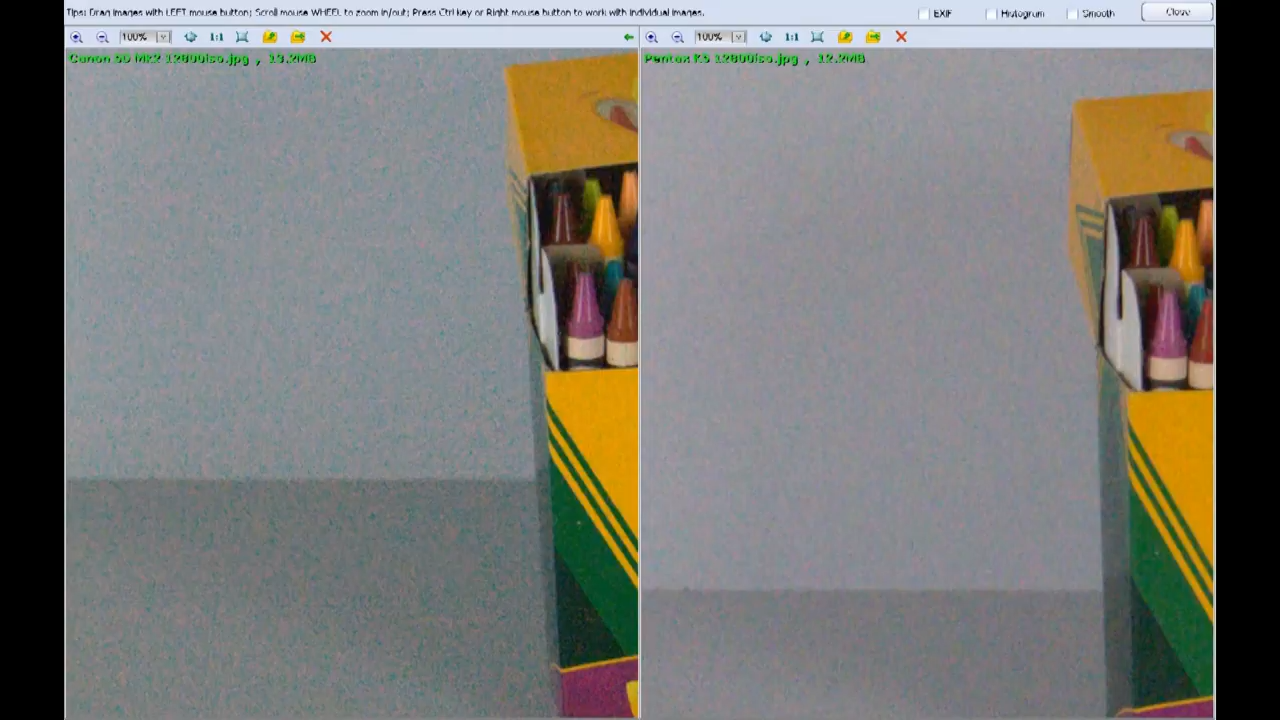 Tips: Drag images with LEFT mouse button; Scroll mouse WHEEL to zoom in/out; Press Ctrl key or Right mouse button to work with individual images.
EXIF
Histogram
Smooth
Close
100%
1:1
100%
1:1
Canon 5D Mk2 12800iso.jpg , 13.2MB
Pentax K5 12800iso.jpg , 12.2MB